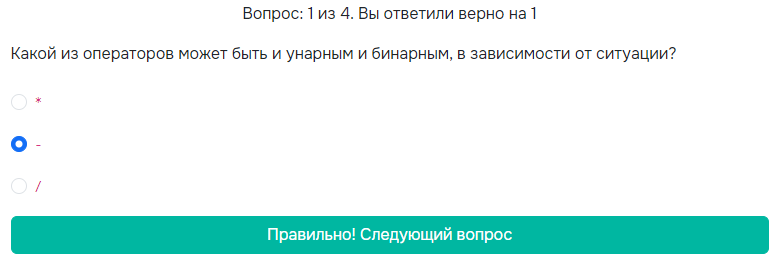 Вопрос: 1 из 4. Вы ответили верно на 1
Какой из операторов может быть и унарным и бинарным, в зависимости от ситуации?
*
-
/
Правильно! Следующий вопрос